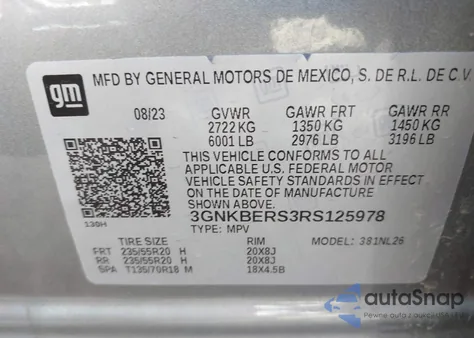 gm
MFD BY GENERAL MOTORS DE MEXICO, S. DE R.L. DE C.V
08/23 GVWR GAWR FRT GAWR RR
2722 KG 1350 KG 1450 KG
6001 LB 2976 LB 3196 LB
THIS VEHICLE CONFORMS TO ALL
APPLICABLE U.S. FEDERAL MOTOR
VEHICLE SAFETY STANDARDS IN EFFECT
ON THE DATE OF MANUFACTURE
SHOWN ABOVE.
3GNKBERS3RS125978
130H
TYPE: MPV MODEL: 381NL26
TIRE SIZE RIM
FRT 235/55R20 H 20X8J
RR 235/55R20 H 20X8J
SPA T135/70R18 M 18X4.5B
autoSnap